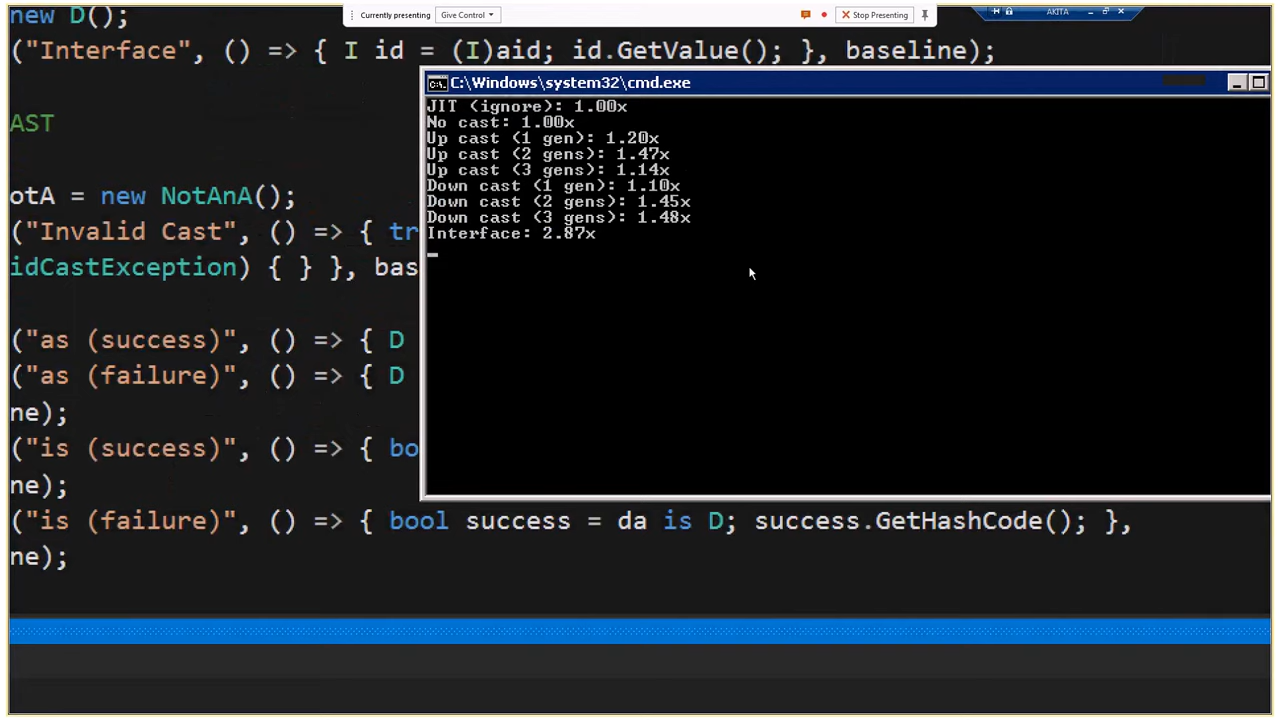 new D();
Currently presenting Give Control Stop Presenting
AKITA
("Interface", () => { I id = (I)aid; id.GetValue(); }, baseline);
C:\Windows\system32\cmd.exe
JIT (ignore): 1.00x
No cast: 1.00x
Up cast (1 gen): 1.20x
Up cast (2 gens): 1.47x
Up cast (3 gens): 1.14x
Down cast (1 gen): 1.10x
Down cast (2 gens): 1.45x
Down cast (3 gens): 1.48x
Interface: 2.87x
AST
otA = new NotAnA();
("Invalid Cast", () => { tr
idCastException) { } }, bas
("as (success)", () => { D
("as (failure)", () => { D
ne);
("is (success)", () => { bo
ne);
("is (failure)", () => { bool success = da is D; success.GetHashCode(); },
ne);